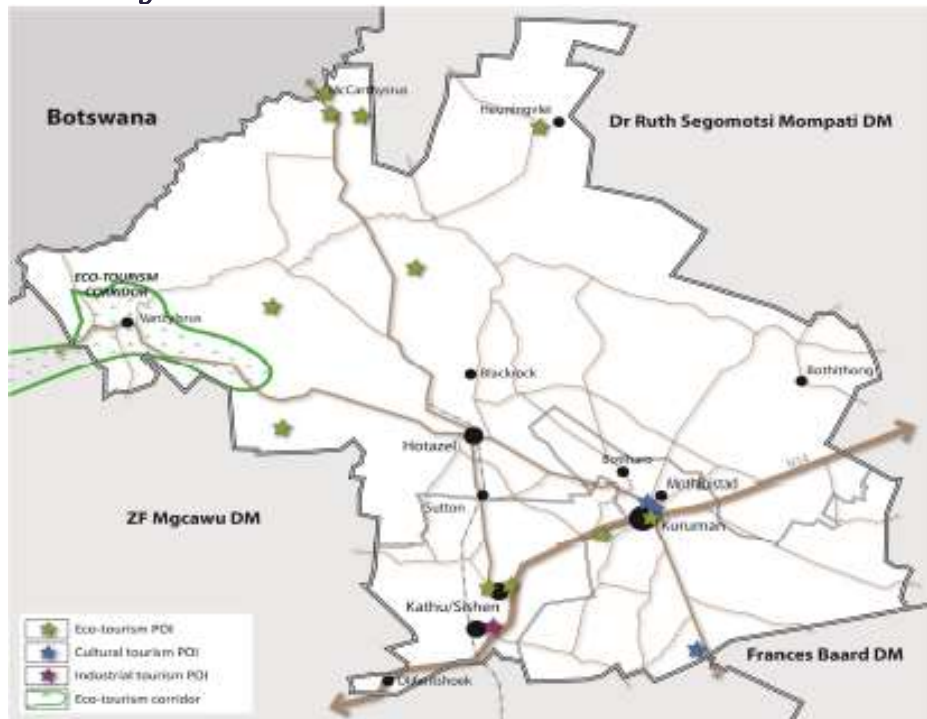 Botswana
McCarthysrus
Heuningvlei
Dr Ruth Segomotsi Mompati DM
ECO-TOURISM
CORRIDOR
Vanzylsrus
Blackrock
Bothithong
Hotazel
Batlharo
N14
Mothibistad
Sutton
Kuruman
ZF Mgcawu DM
Kathu/Sishen
Frances Baard DM
Eco-tourism POI
Cultural tourism POI
Industrial tourism POI
Eco-tourism corridor